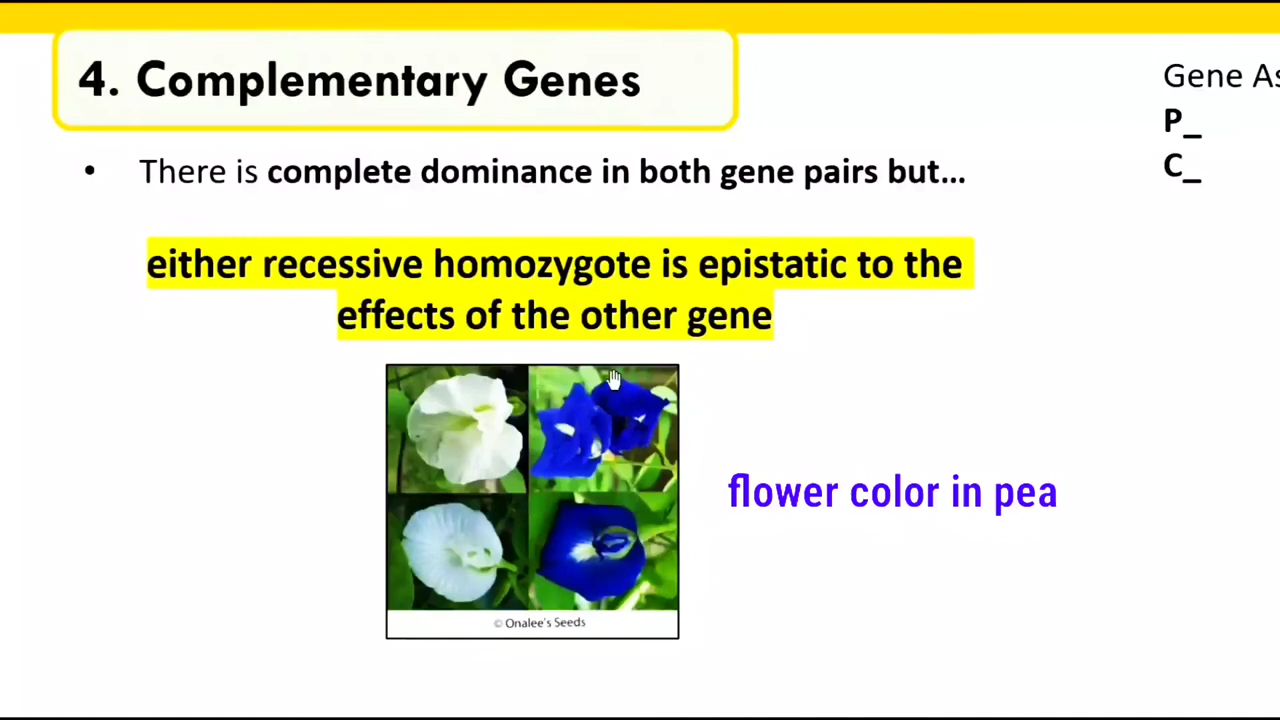 4. Complementary Genes
• There is complete dominance in both gene pairs but...
either recessive homozygote is epistatic to the
effects of the other gene
© Onalee's Seeds
flower color in pea
Gene As
P_
C_